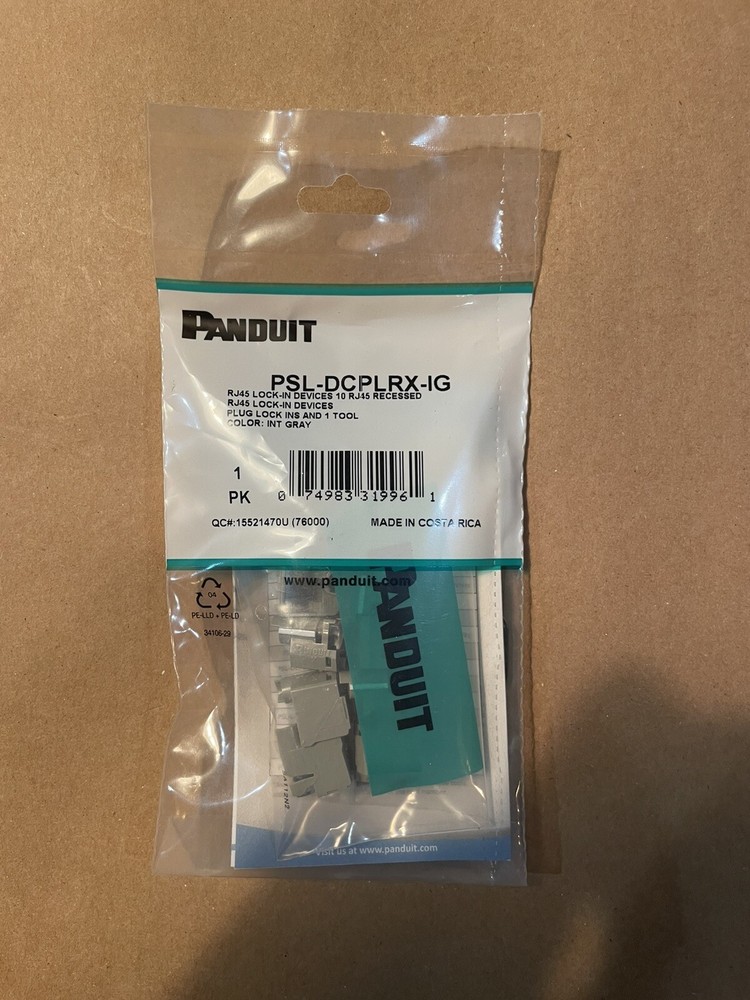 PANDUIT
PSL-DCPLRX-IG
RJ45 LOCK-IN DEVICES 10 RJ45 RECESSED
RJ45 LOCK-IN DEVICES
PLUG LOCK INS AND 1 TOOL
COLOR: INT GRAY
1
PK
0 74983 31996 1
QC#:15521470U (76000)
MADE IN COSTA RICA
www.panduit.com
04
PE-LLD + PE-LD
34106-29
PANDUIT
Visit us at www.panduit.com